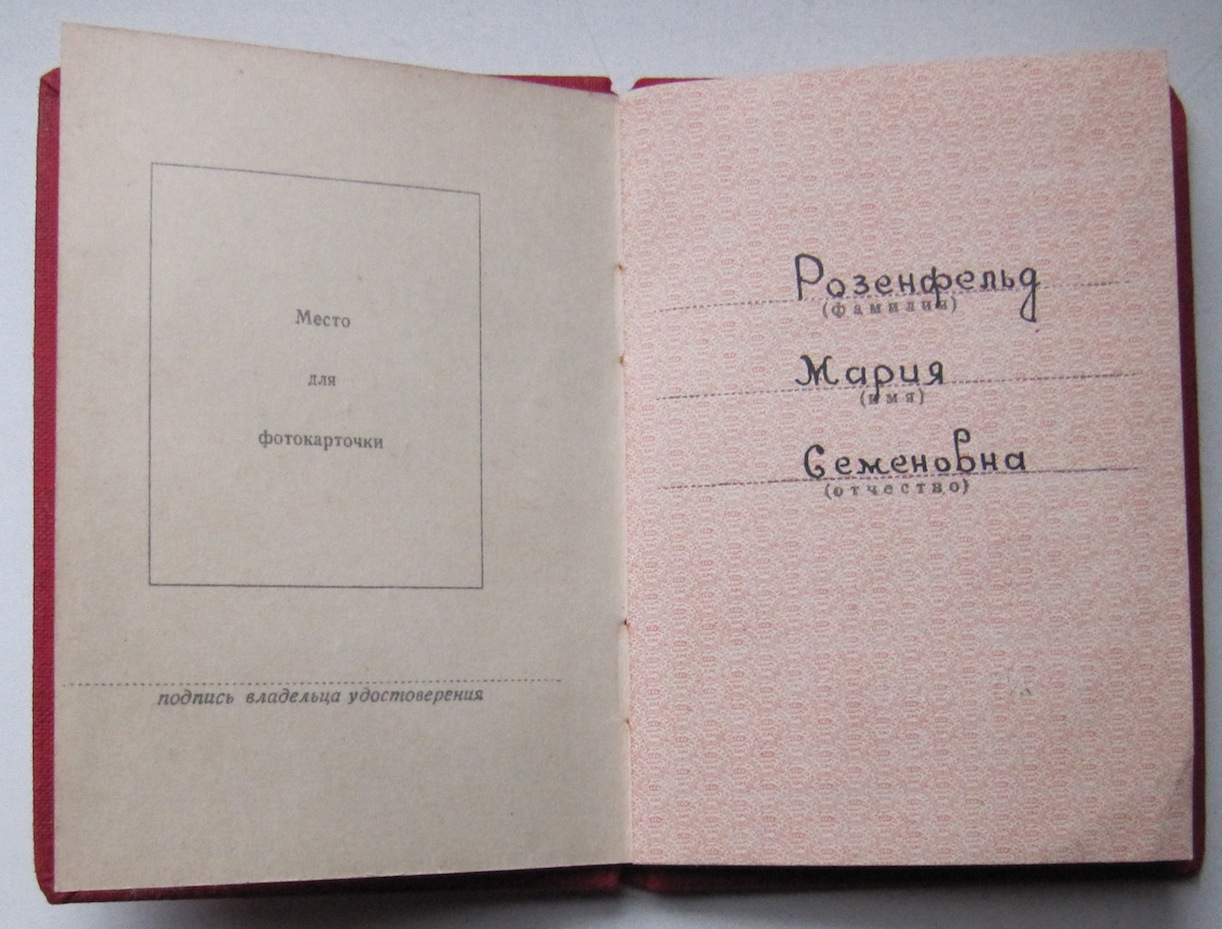 Место
для
фотокарточки
подпись владельца удостоверения
Розенфельд
(фамилия)
Мария
(имя)
Семеновна
(отчество)